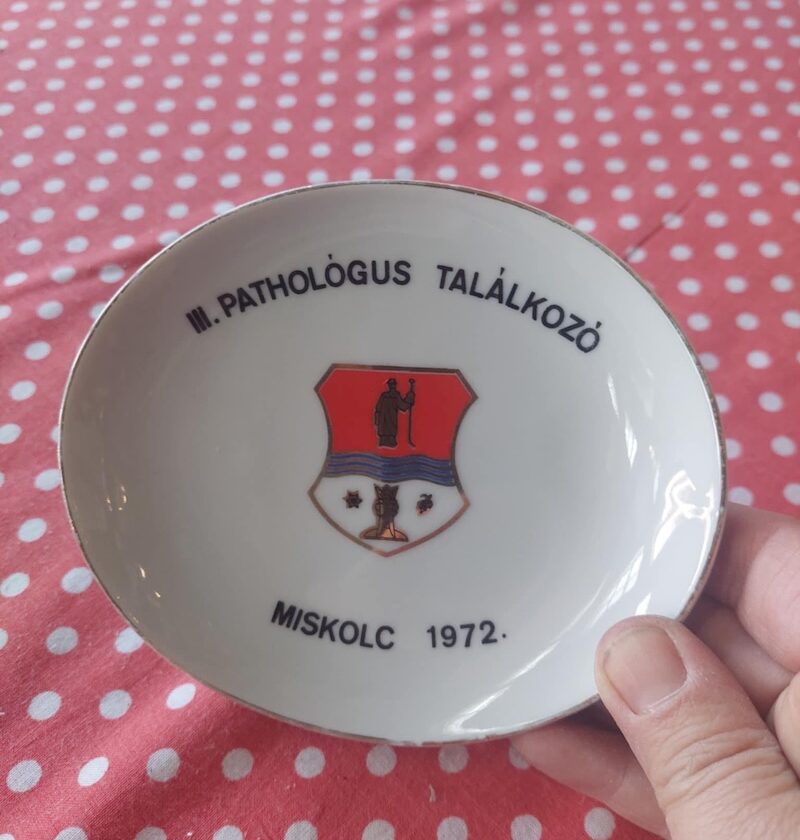 III. PATHOLÓGUS TALÁLKOZÓ
MISKOLC 1972.